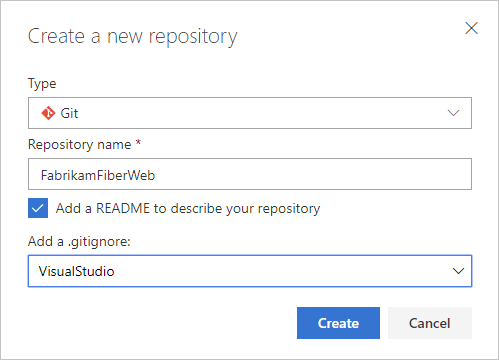 Create a new repository
Type
Git
Repository name *
FabrikamFiberWeb
Add a README to describe your repository
Add a .gitignore:
VisualStudio
Create Cancel